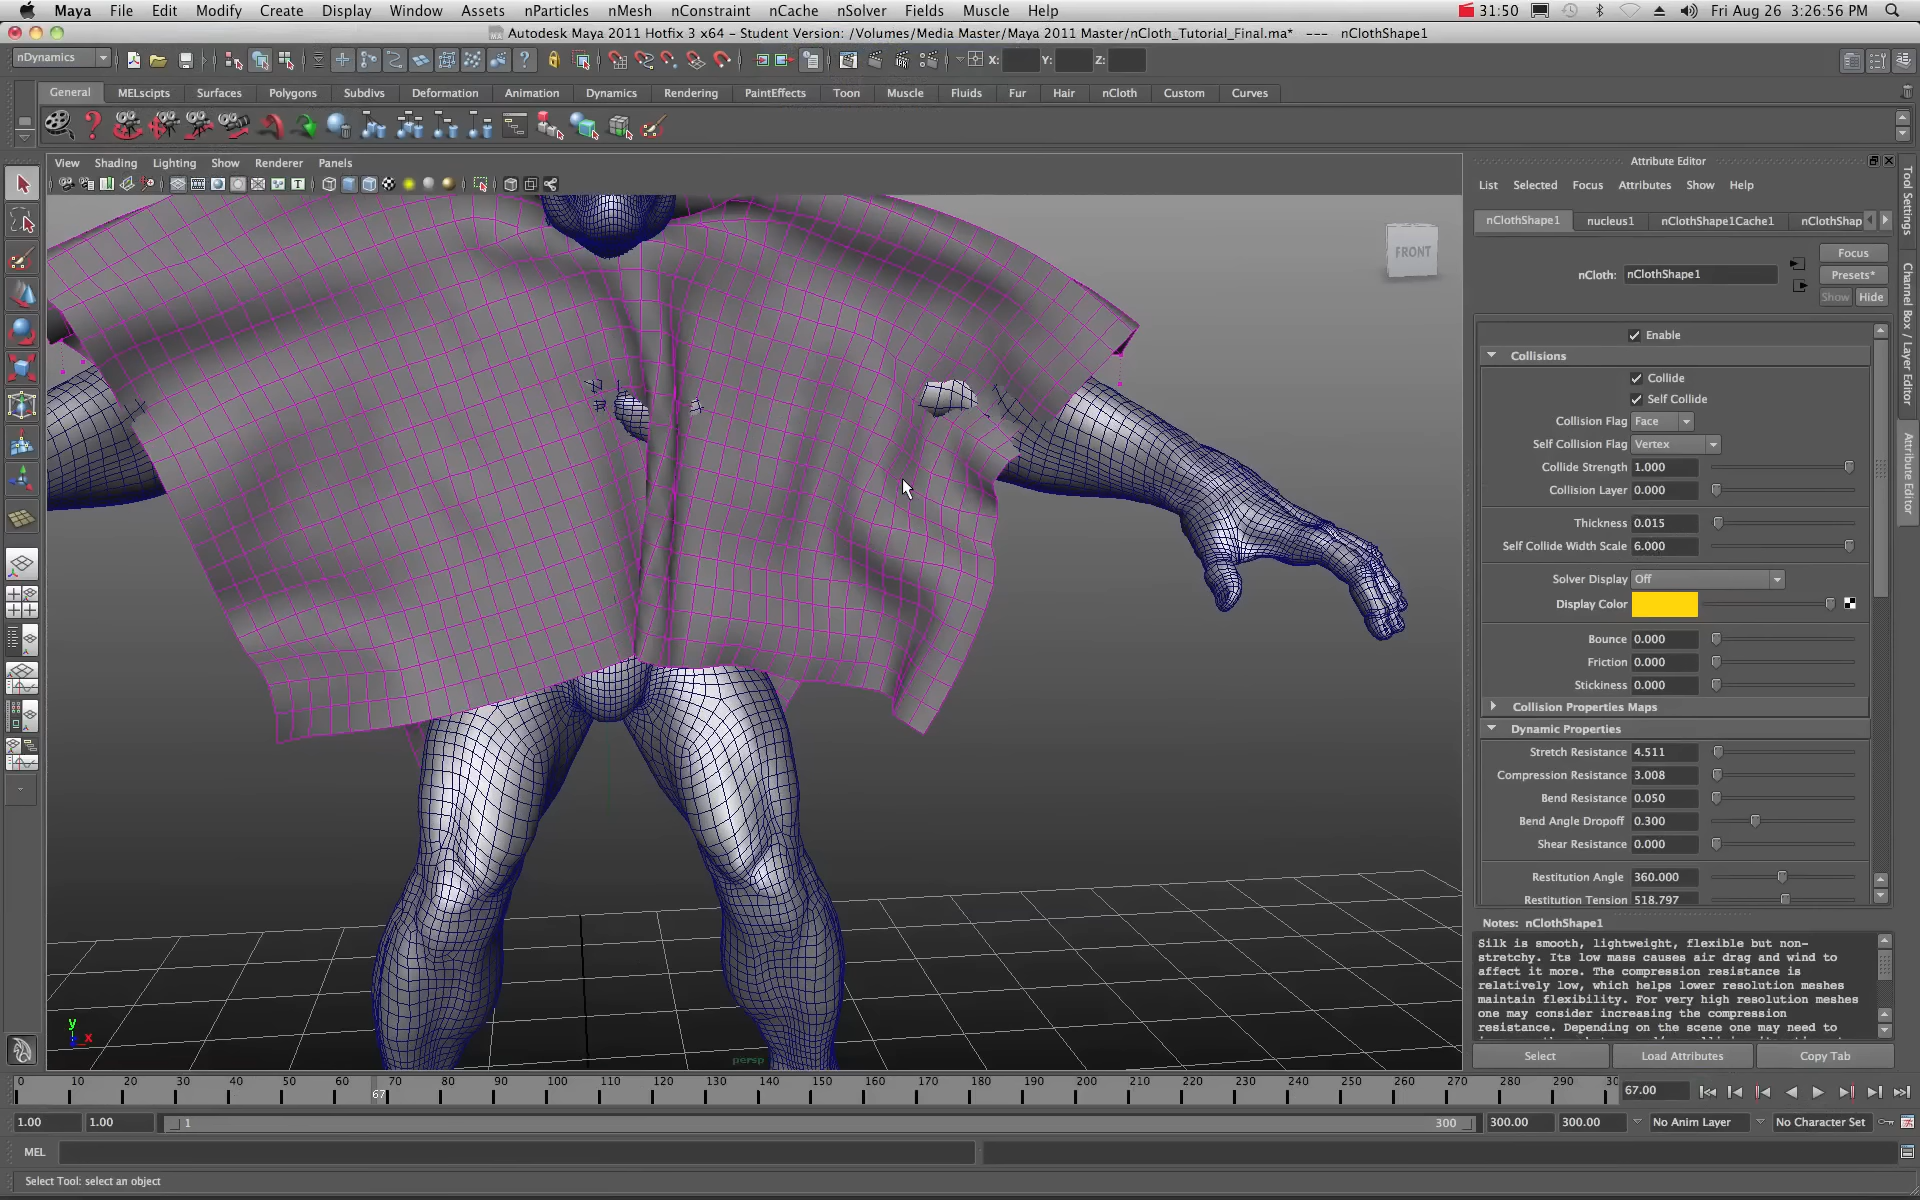 Maya File Edit Modify Create Display Window Assets nParticles nMesh nConstraint nCache nSolver Fields Muscle Help 31:50 Fri Aug 26 3:26:56 PM
Autodesk Maya 2011 Hotfix 3 x64 - Student Version: /Volumes/Media Master/Maya 2011 Master/nCloth_Tutorial_Final.ma* --- nClothShape1
nDynamics X: Y: Z:
General MELscipts Surfaces Polygons Subdivs Deformation Animation Dynamics Rendering PaintEffects Toon Muscle Fluids Fur Hair nCloth Custom Curves
View Shading Lighting Show Renderer Panels
FRONT
persp
y
x
Attribute Editor
List Selected Focus Attributes Show Help
nClothShape1 nucleus1 nClothShape1Cache1 nClothShap
Focus
nCloth: nClothShape1
Presets*
Show Hide
Enable
Collisions
Collide
Self Collide
Collision Flag Face
Self Collision Flag Vertex
Collide Strength 1.000
Collision Layer 0.000
Thickness 0.015
Self Collide Width Scale 6.000
Solver Display Off
Display Color
Bounce 0.000
Friction 0.000
Stickiness 0.000
Collision Properties Maps
Dynamic Properties
Stretch Resistance 4.511
Compression Resistance 3.008
Bend Resistance 0.050
Bend Angle Dropoff 0.300
Shear Resistance 0.000
Restitution Angle 360.000
Restitution Tension 518.797
Notes: nClothShape1
Silk is smooth, lightweight, flexible but non-
stretchy. Its low mass causes air drag and wind to
affect it more. The compression resistance is
relatively low, which helps lower resolution meshes
maintain flexibility. For very high resolution meshes
one may consider increasing the compression
resistance. Depending on the scene one may need to
Select Load Attributes Copy Tab
Tool Settings
Channel Box / Layer Editor
Attribute Editor
0 10 20 30 40 50 60 70 80 90 100 110 120 130 140 150 160 170 180 190 200 210 220 230 240 250 260 270 280 290 30
67
67.00
1.00 1.00 1 300 300.00 300.00 No Anim Layer No Character Set
MEL
Select Tool: select an object